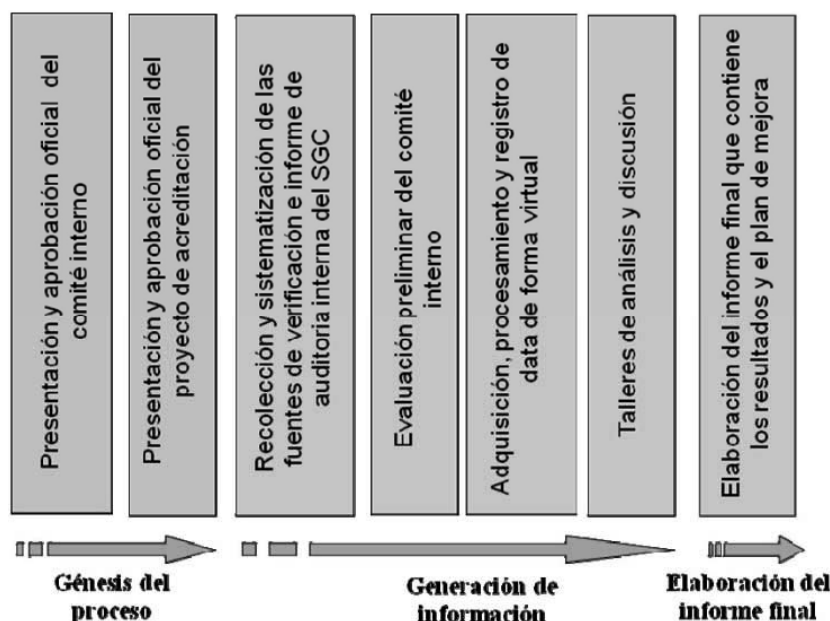 Presentación y aprobación oficial del
comité interno
Presentación y aprobación oficial del
proyecto de acreditación
Recolección y sistematización de las
fuentes de verificación e informe de
auditoria interna del SGC
Evaluación preliminar del comité
interno
Adquisición, procesamiento y registro de
data de forma virtual
Talleres de análisis y discusión
Elaboración del informe final que contiene
los resultados y el plan de mejora
Génesis del
proceso
Generación de
información
Elaboración del
informe final